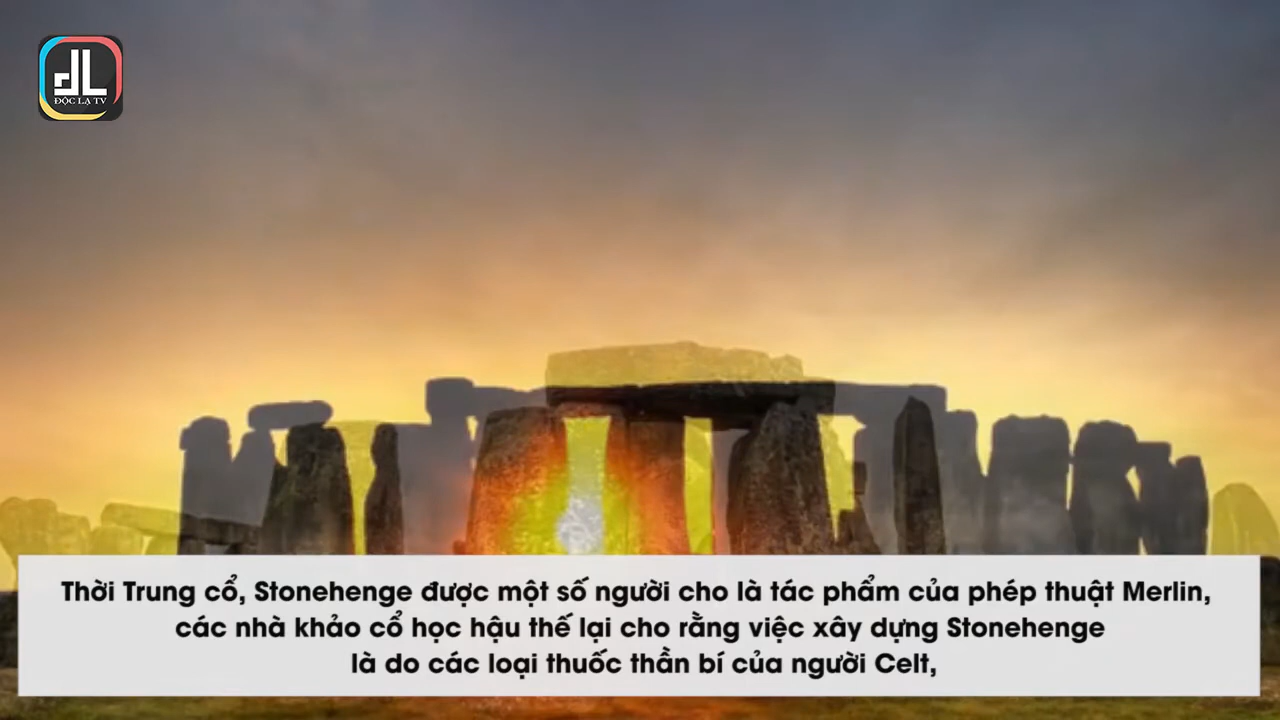 ĐỘC LẠ TV
Thời Trung cổ, Stonehenge được một số người cho là tác phẩm của phép thuật Merlin,
các nhà khảo cổ học hậu thế lại cho rằng việc xây dựng Stonehenge
là do các loại thuốc thần bí của người Celt,